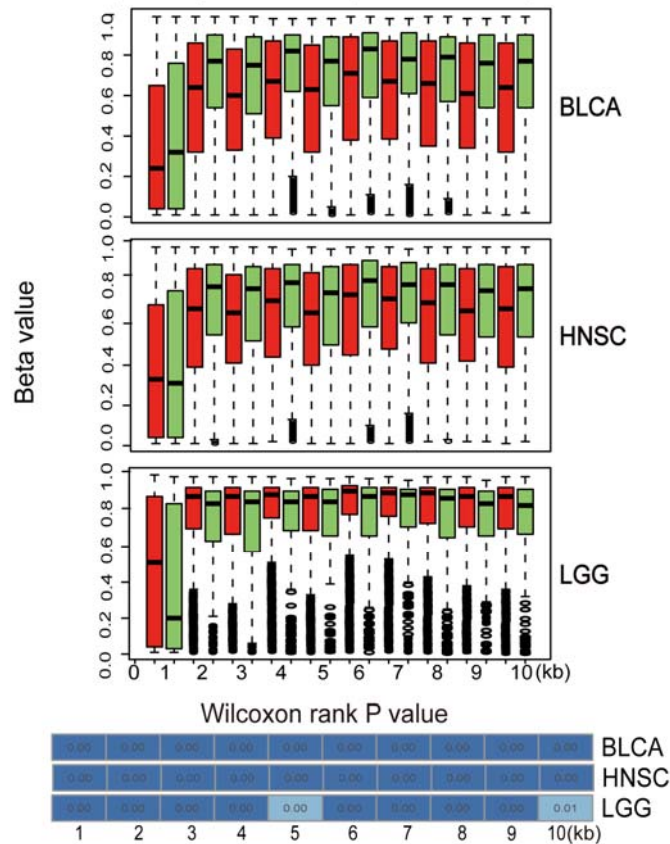 1.0
0.8
0.6
0.4
0.2
0.0
BLCA
1.0
0.8
0.6
0.4
0.2
0.0
HNSC
Beta value
1.0
0.8
0.6
0.4
0.2
0.0
LGG
0 1 2 3 4 5 6 7 8 9 10(kb)
Wilcoxon rank P value
0.00 0.00 0.00 0.00 0.00 0.00 0.00 0.00 0.00 0.00 BLCA
0.00 0.00 0.00 0.00 0.00 0.00 0.00 0.00 0.00 0.00 HNSC
0.00 0.00 0.00 0.00 0.00 0.00 0.00 0.00 0.00 0.01 LGG
1 2 3 4 5 6 7 8 9 10(kb)